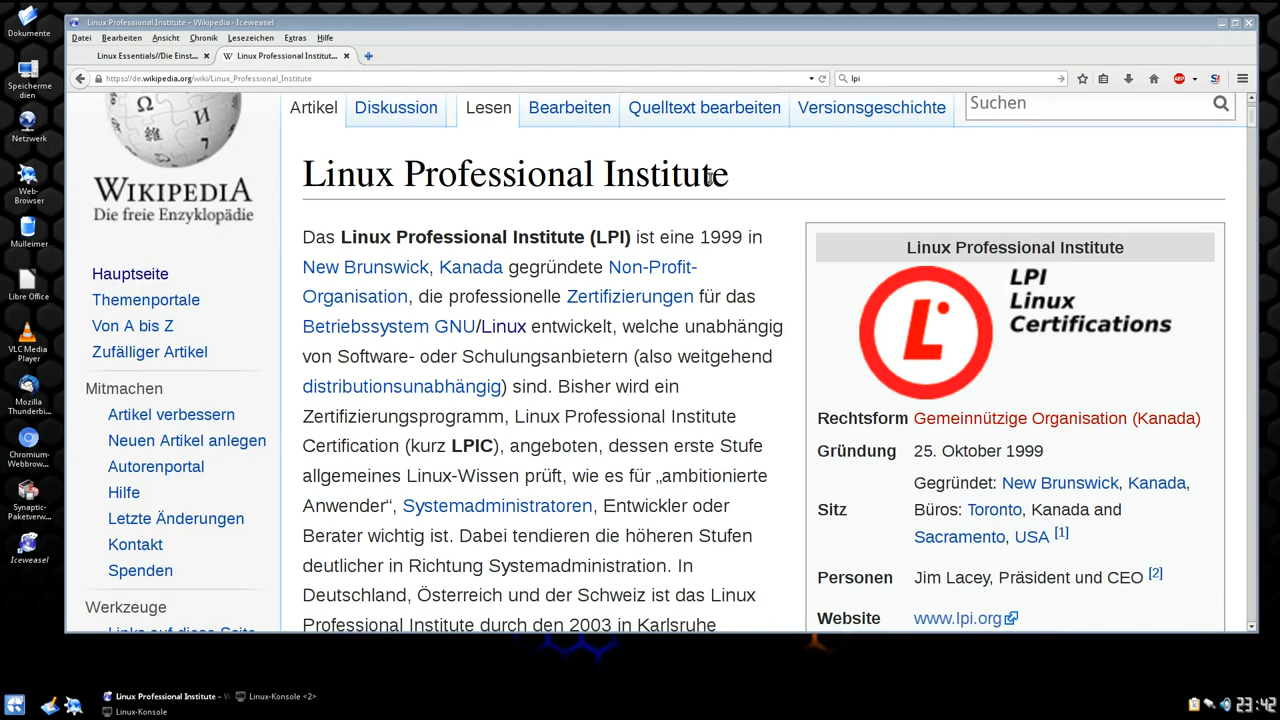 Linux Professional Institute – Wikipedia - Iceweasel
Datei Bearbeiten Ansicht Chronik Lesezeichen Extras Hilfe
Linux Essentials//Die Einst...
Linux Professional Institut...
https://de.wikipedia.org/wiki/Linux_Professional_Institute
lpi
ABP
Dokumente
Speicherme
dien
Netzwerk
Web-
Browser
Mülleimer
Libre Office
VLC Media
Player
Mozilla
Thunderbi...
Chromium-
Webbrow...
Synaptic-
Paketverw...
Iceweasel
WIKIPEDIA
Die freie Enzyklopädie
Hauptseite
Themenportale
Von A bis Z
Zufälliger Artikel
Mitmachen
Artikel verbessern
Neuen Artikel anlegen
Autorenportal
Hilfe
Letzte Änderungen
Kontakt
Spenden
Werkzeuge
Links auf diese Seite
Artikel Diskussion Lesen Bearbeiten Quelltext bearbeiten Versionsgeschichte
Suchen
Linux Professional Institute
Das Linux Professional Institute (LPI) ist eine 1999 in
New Brunswick, Kanada gegründete Non-Profit-
Organisation, die professionelle Zertifizierungen für das
Betriebssystem GNU/Linux entwickelt, welche unabhängig
von Software- oder Schulungsanbietern (also weitgehend
distributionsunabhängig) sind. Bisher wird ein
Zertifizierungsprogramm, Linux Professional Institute
Certification (kurz LPIC), angeboten, dessen erste Stufe
allgemeines Linux-Wissen prüft, wie es für „ambitionierte
Anwender“, Systemadministratoren, Entwickler oder
Berater wichtig ist. Dabei tendieren die höheren Stufen
deutlicher in Richtung Systemadministration. In
Deutschland, Österreich und der Schweiz ist das Linux
Professional Institute durch den 2003 in Karlsruhe
Linux Professional Institute
LPI
Linux
Certifications
Rechtsform Gemeinnützige Organisation (Kanada)
Gründung 25. Oktober 1999
Sitz Gegründet: New Brunswick, Kanada,
Büros: Toronto, Kanada and
Sacramento, USA [1]
Personen Jim Lacey, Präsident und CEO [2]
Website www.lpi.org
Linux Professional Institute – W
Linux-Konsole <2>
Linux-Konsole
23:42